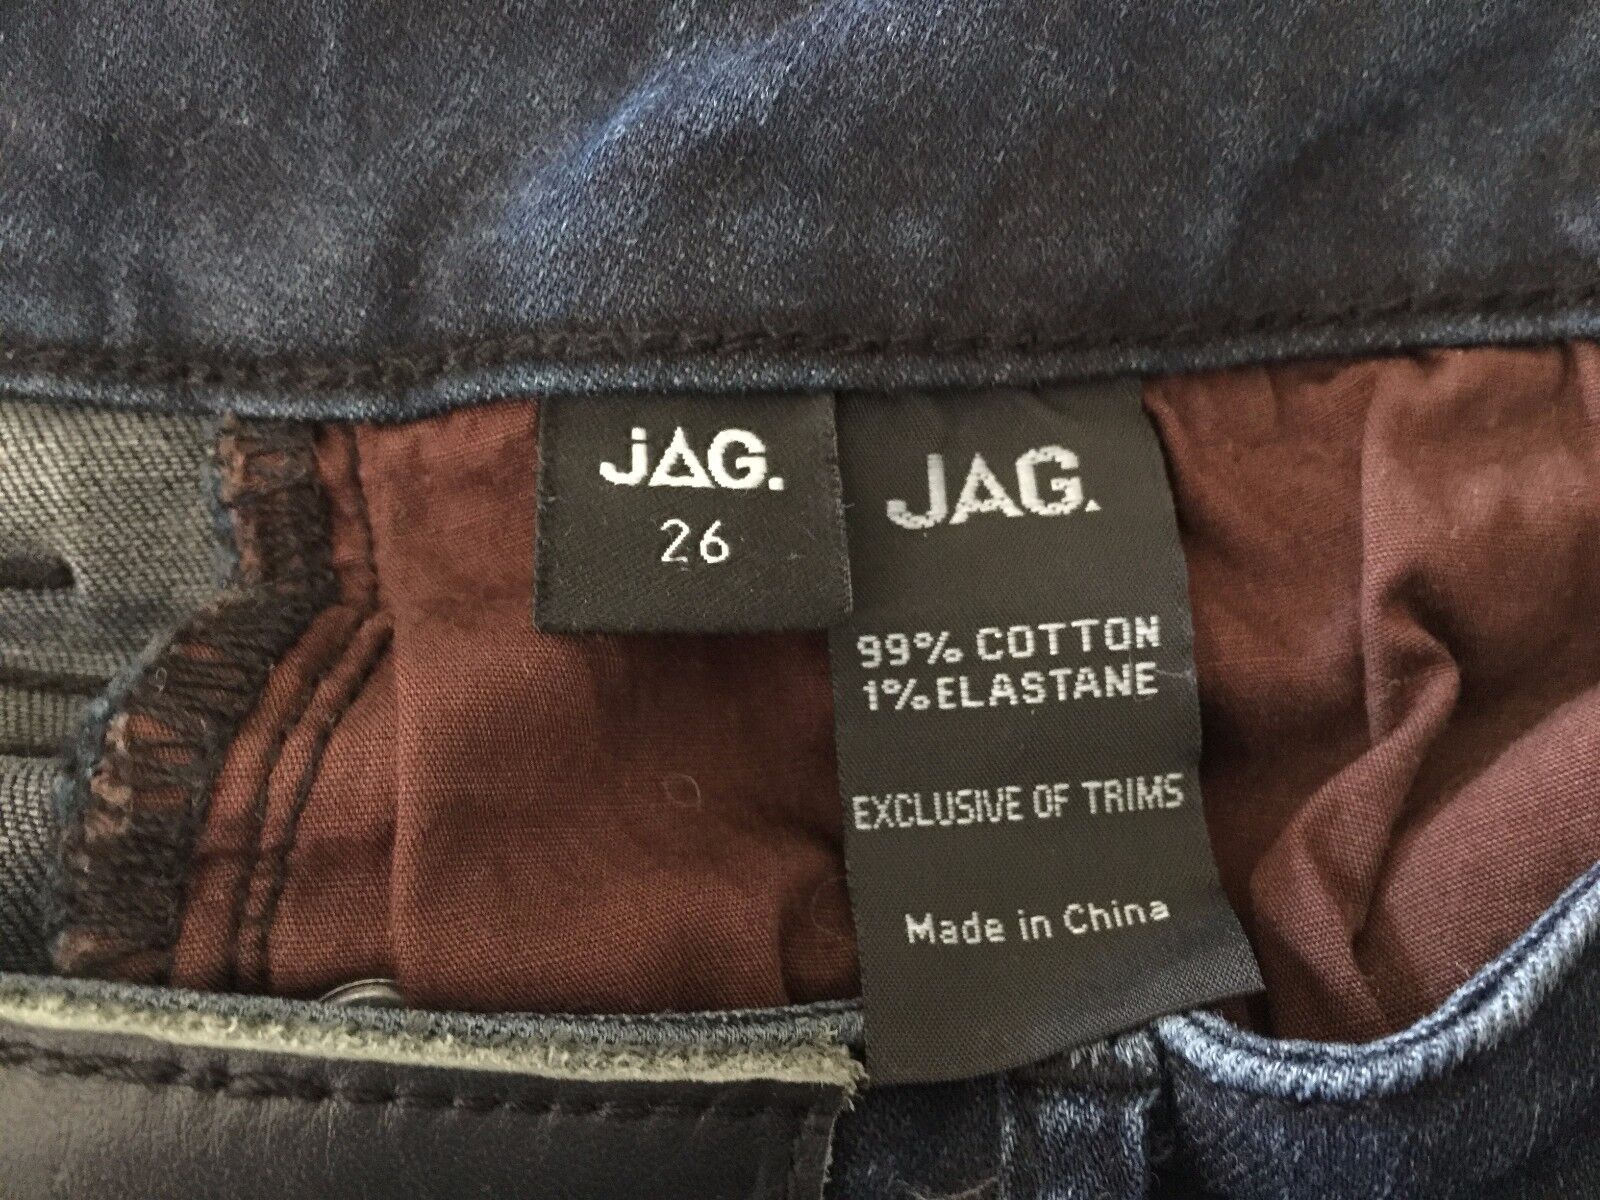 jAG.
26
JAG.
99% COTTON
1% ELASTANE
EXCLUSIVE OF TRIMS
Made in China